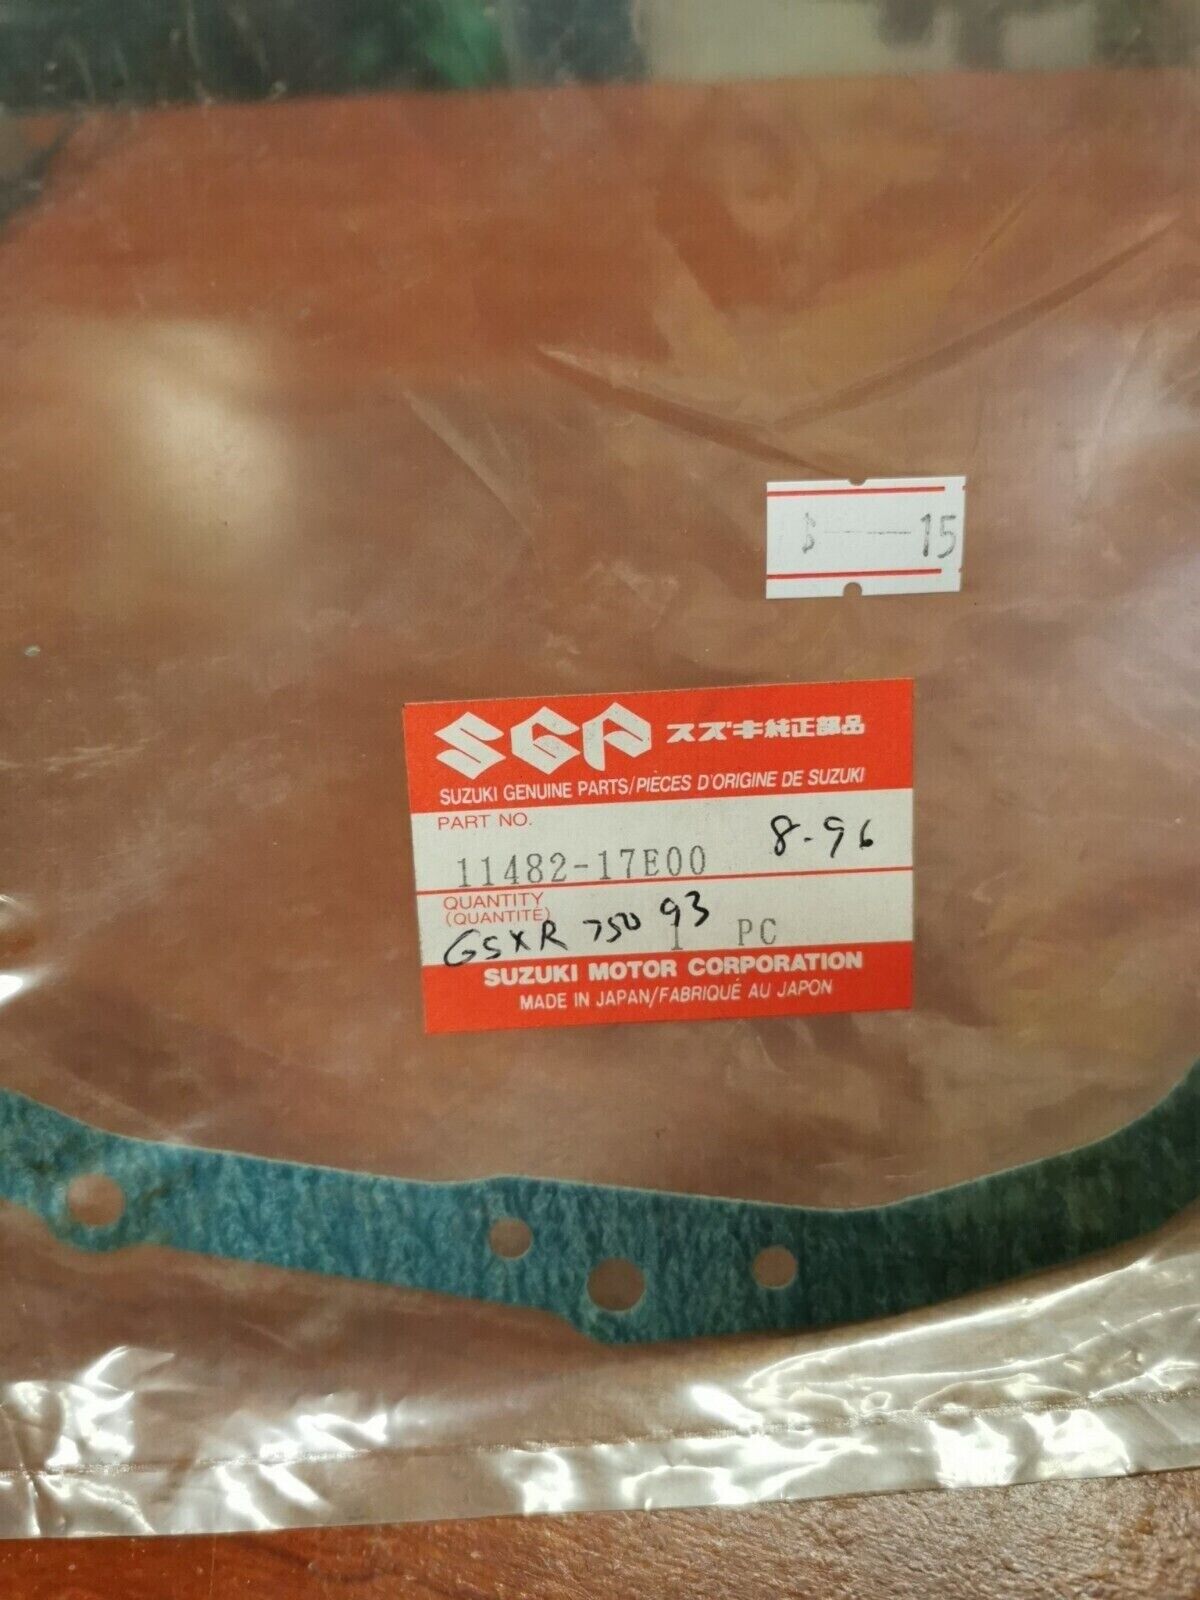 $ ——15
SGP スズキ純正部品
SUZUKI GENUINE PARTS/PIÈCES D'ORIGINE DE SUZUKI
PART NO.
11482-17E00 8-96
QUANTITY
(QUANTITÉ)
GSXR 750 93 1 PC
SUZUKI MOTOR CORPORATION
MADE IN JAPAN/FABRIQUÉ AU JAPON